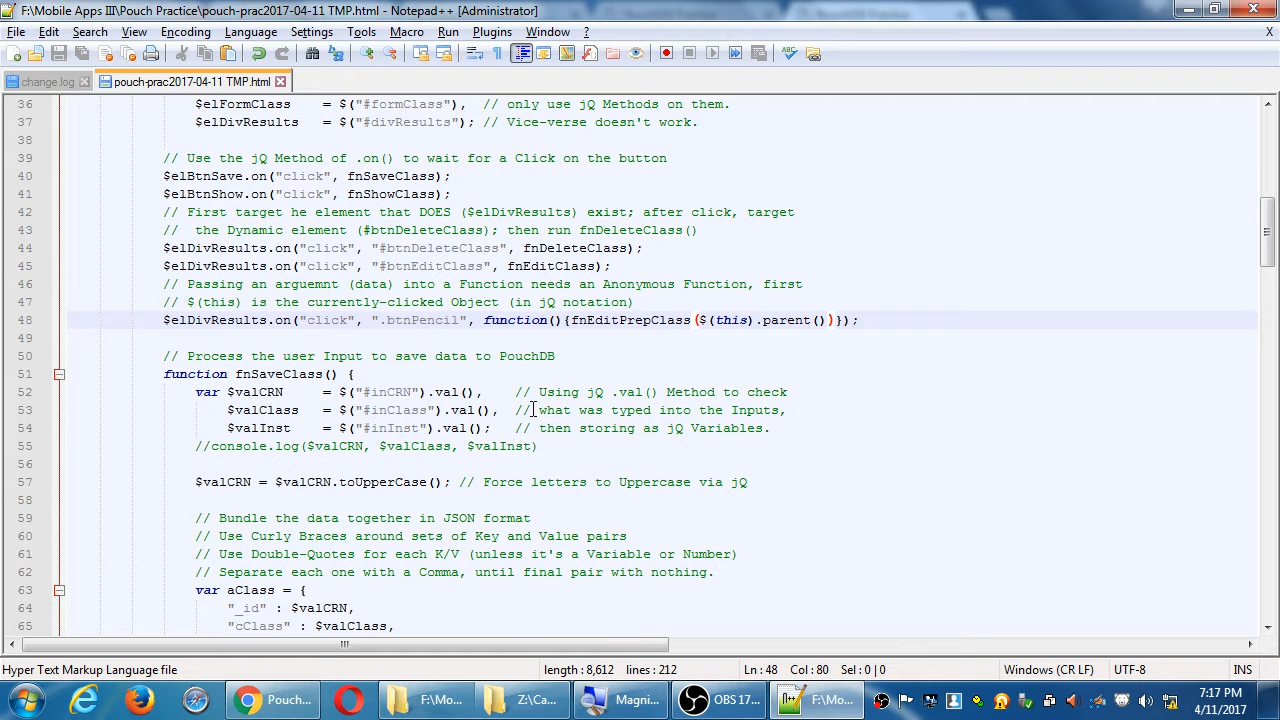 F:\Mobile Apps III\Pouch Practice\pouch-prac2017-04-11 TMP.html - Notepad++ [Administrator]
File Edit Search View Encoding Language Settings Tools Macro Run Plugins Window ? X
change.log pouch-prac2017-04-11 TMP.html
36 $elFormClass = $("#formClass"), // only use jQ Methods on them.
37 $elDivResults = $("#divResults"); // Vice-verse doesn't work.
38
39 // Use the jQ Method of .on() to wait for a Click on the button
40 $elBtnSave.on("click", fnSaveClass);
41 $elBtnShow.on("click", fnShowClass);
42 // First target he element that DOES ($elDivResults) exist; after click, target
43 // the Dynamic element (#btnDeleteClass); then run fnDeleteClass()
44 $elDivResults.on("click", "#btnDeleteClass", fnDeleteClass);
45 $elDivResults.on("click", "#btnEditClass", fnEditClass);
46 // Passing an arguemnt (data) into a Function needs an Anonymous Function, first
47 // $(this) is the currently-clicked Object (in jQ notation)
48 $elDivResults.on("click", ".btnPencil", function(){fnEditPrepClass($(this).parent())});
49
50 // Process the user Input to save data to PouchDB
51 function fnSaveClass() {
52 var $valCRN = $("#inCRN").val(), // Using jQ .val() Method to check
53 $valClass = $("#inClass").val(), // what was typed into the Inputs,
54 $valInst = $("#inInst").val(); // then storing as jQ Variables.
55 //console.log($valCRN, $valClass, $valInst)
56
57 $valCRN = $valCRN.toUpperCase(); // Force letters to Uppercase via jQ
58
59 // Bundle the data together in JSON format
60 // Use Curly Braces around sets of Key and Value pairs
61 // Use Double-Quotes for each K/V (unless it's a Variable or Number)
62 // Separate each one with a Comma, until final pair with nothing.
63 var aClass = {
64 "_id" : $valCRN,
65 "cClass" : $valClass,
Hyper Text Markup Language file length : 8,612 lines : 212 Ln : 48 Col : 80 Sel : 0 | 0 Windows (CR LF) UTF-8 INS
Pouch... F:\Mo... Z:\Ca... Magni... OBS 17... F:\Mo... 7:17 PM
4/11/2017